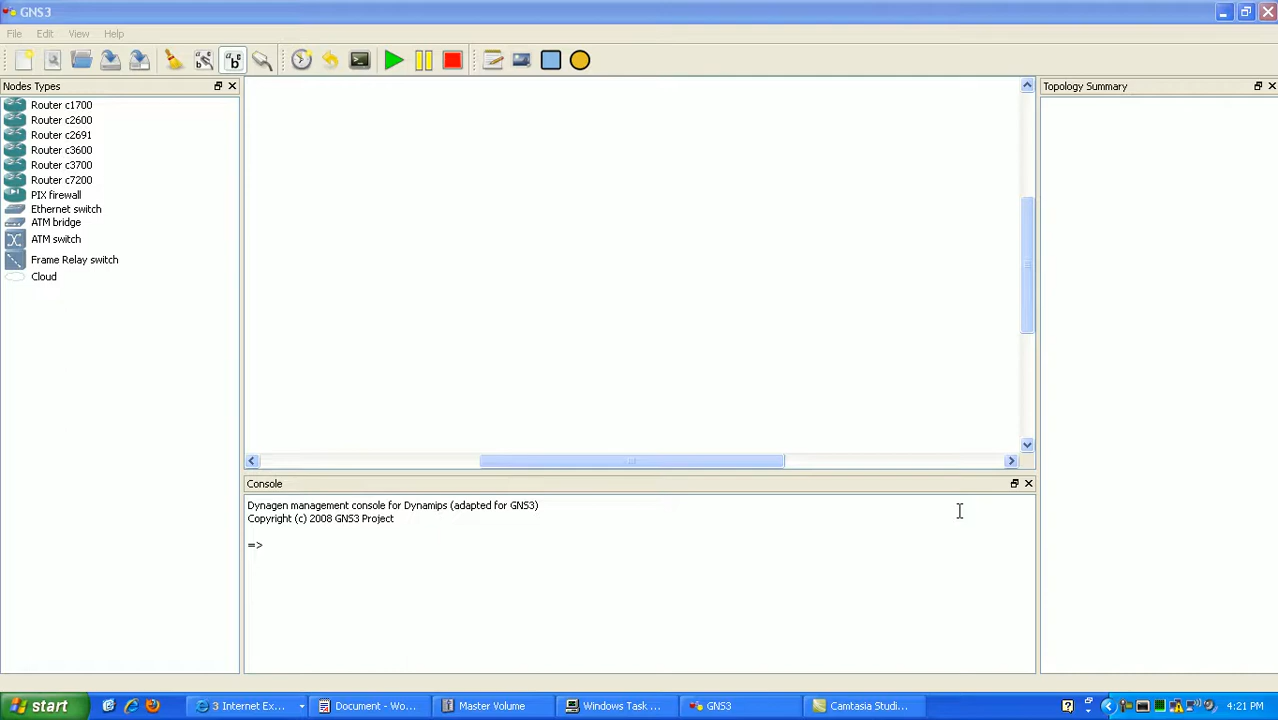 GNS3
File Edit View Help
Nodes Types
Router c1700
Router c2600
Router c2691
Router c3600
Router c3700
Router c7200
PIX firewall
Ethernet switch
ATM bridge
ATM switch
Frame Relay switch
Cloud
Topology Summary
Console
Dynagen management console for Dynamips (adapted for GNS3)
Copyright (c) 2008 GNS3 Project
=>
start 3 Internet Ex... Document - Wo... Master Volume Windows Task ... GNS3 Camtasia Studi... 4:21 PM